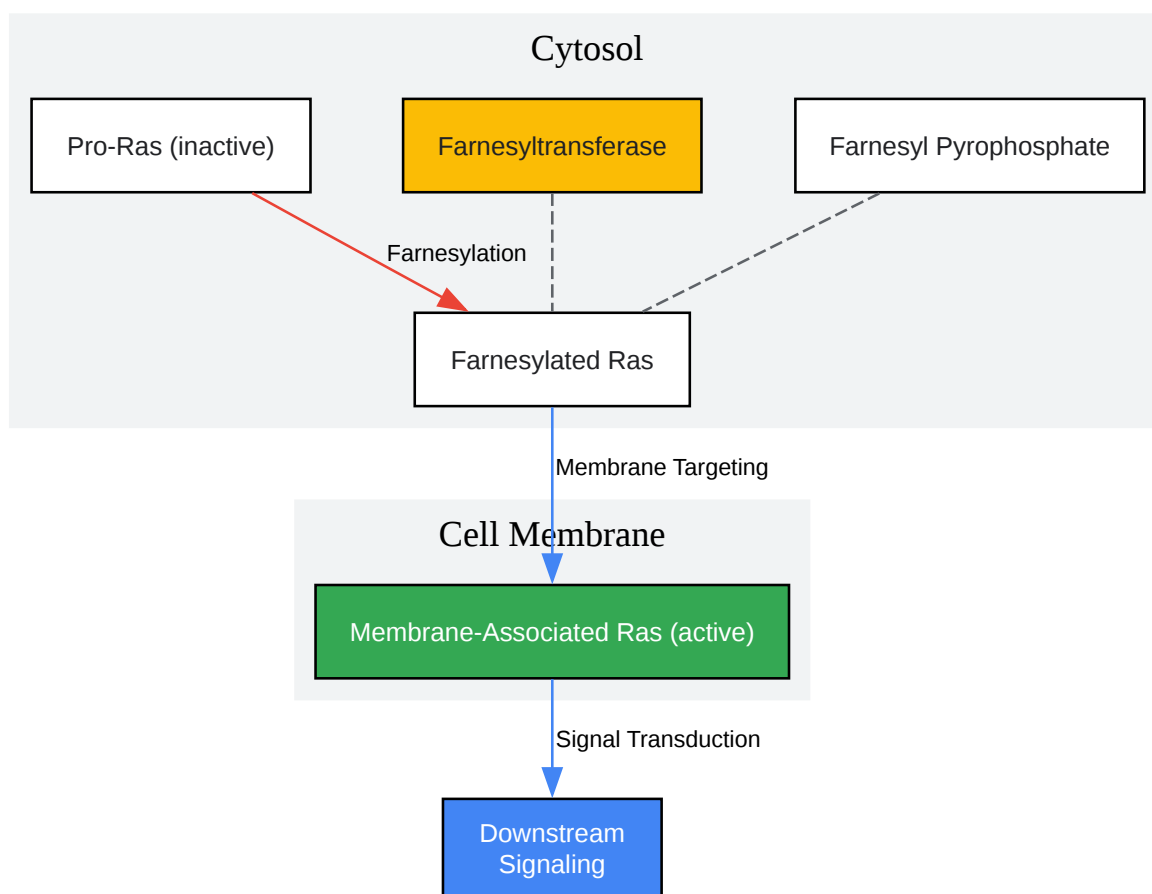 Cytosol
Pro-Ras (inactive)
Farnesyltransferase
Farnesyl Pyrophosphate
Farnesylation
Farnesylated Ras
Membrane Targeting
Cell Membrane
Membrane-Associated Ras (active)
Signal Transduction
Downstream
Signaling